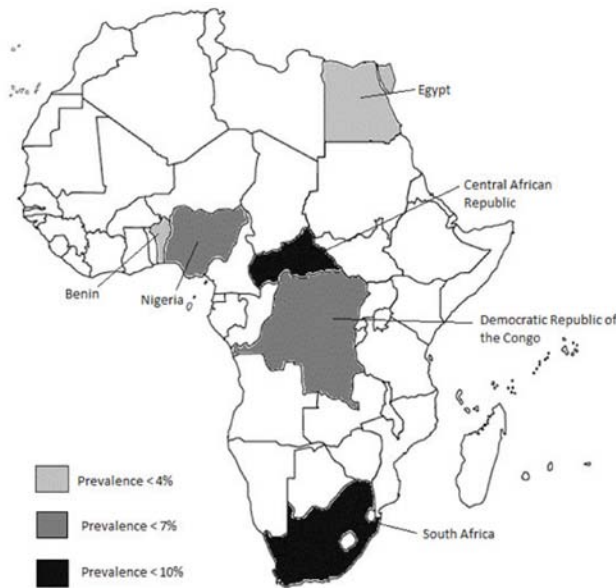 Egypt
Central African
Republic
Benin
Nigeria
Democratic Republic of
the Congo
Prevalence < 4%
Prevalence < 7%
South Africa
Prevalence < 10%